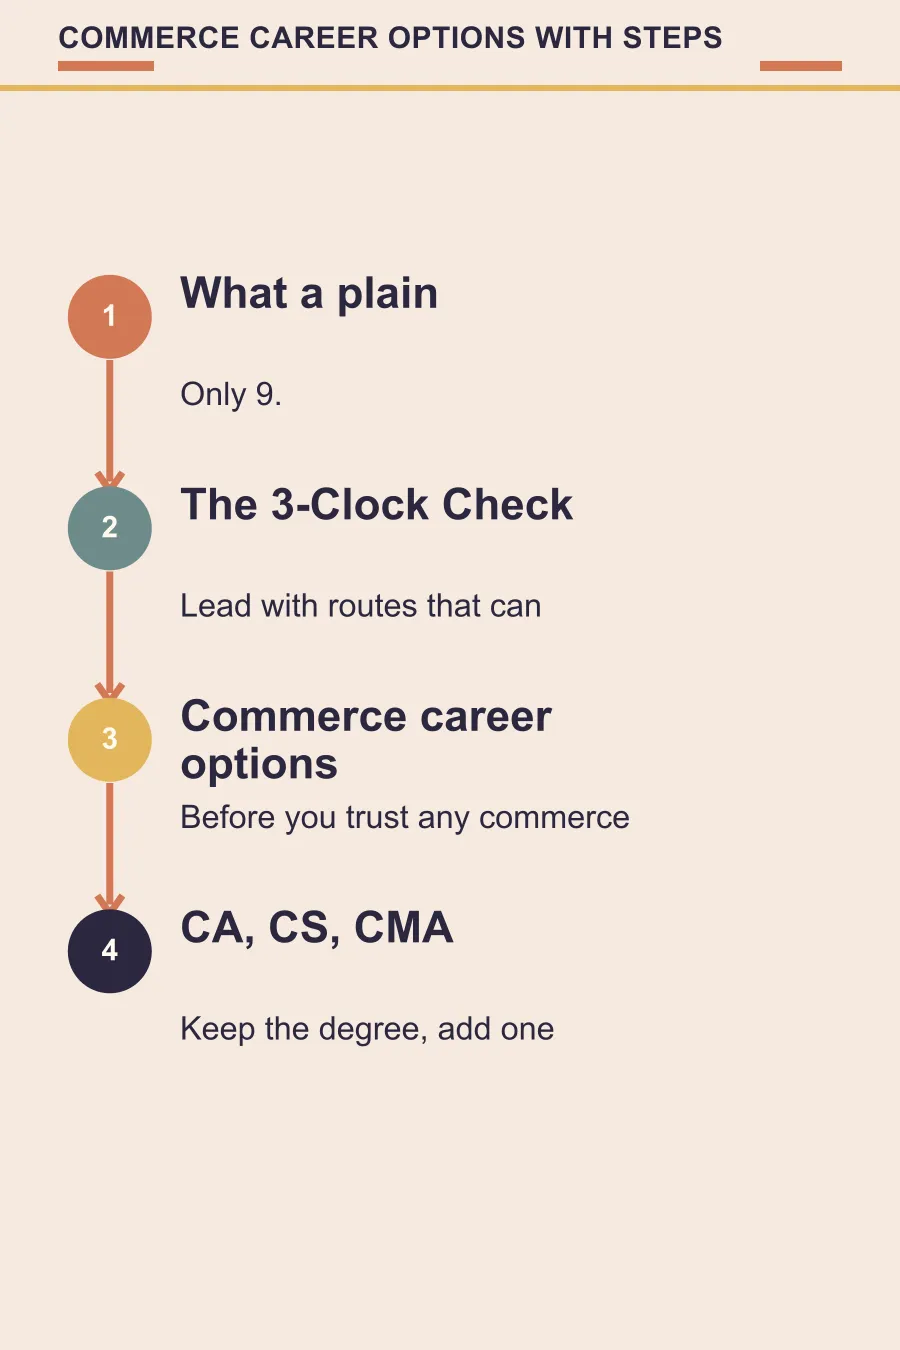 COMMERCE CAREER OPTIONS WITH STEPS
1
What a plain
Only 9.
2
The 3-Clock Check
Lead with routes that can
3
Commerce career
options
Before you trust any commerce
4
CA, CS, CMA
Keep the degree, add one